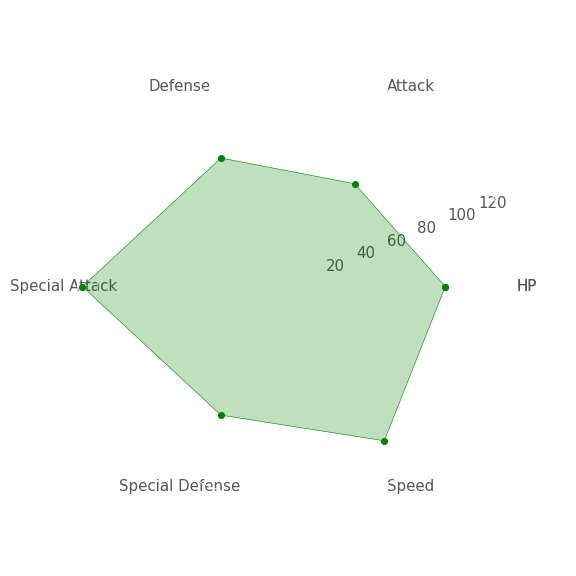 Defense
Attack
120
100
80
60
40
20
Special Attack
HP
Special Defense
Speed